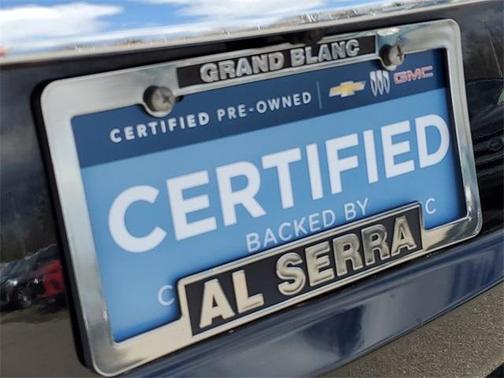 GRAND BLANC
CERTIFIED PRE-OWNED GMC
CERTIFIED
BACKED BY
AL SERRA